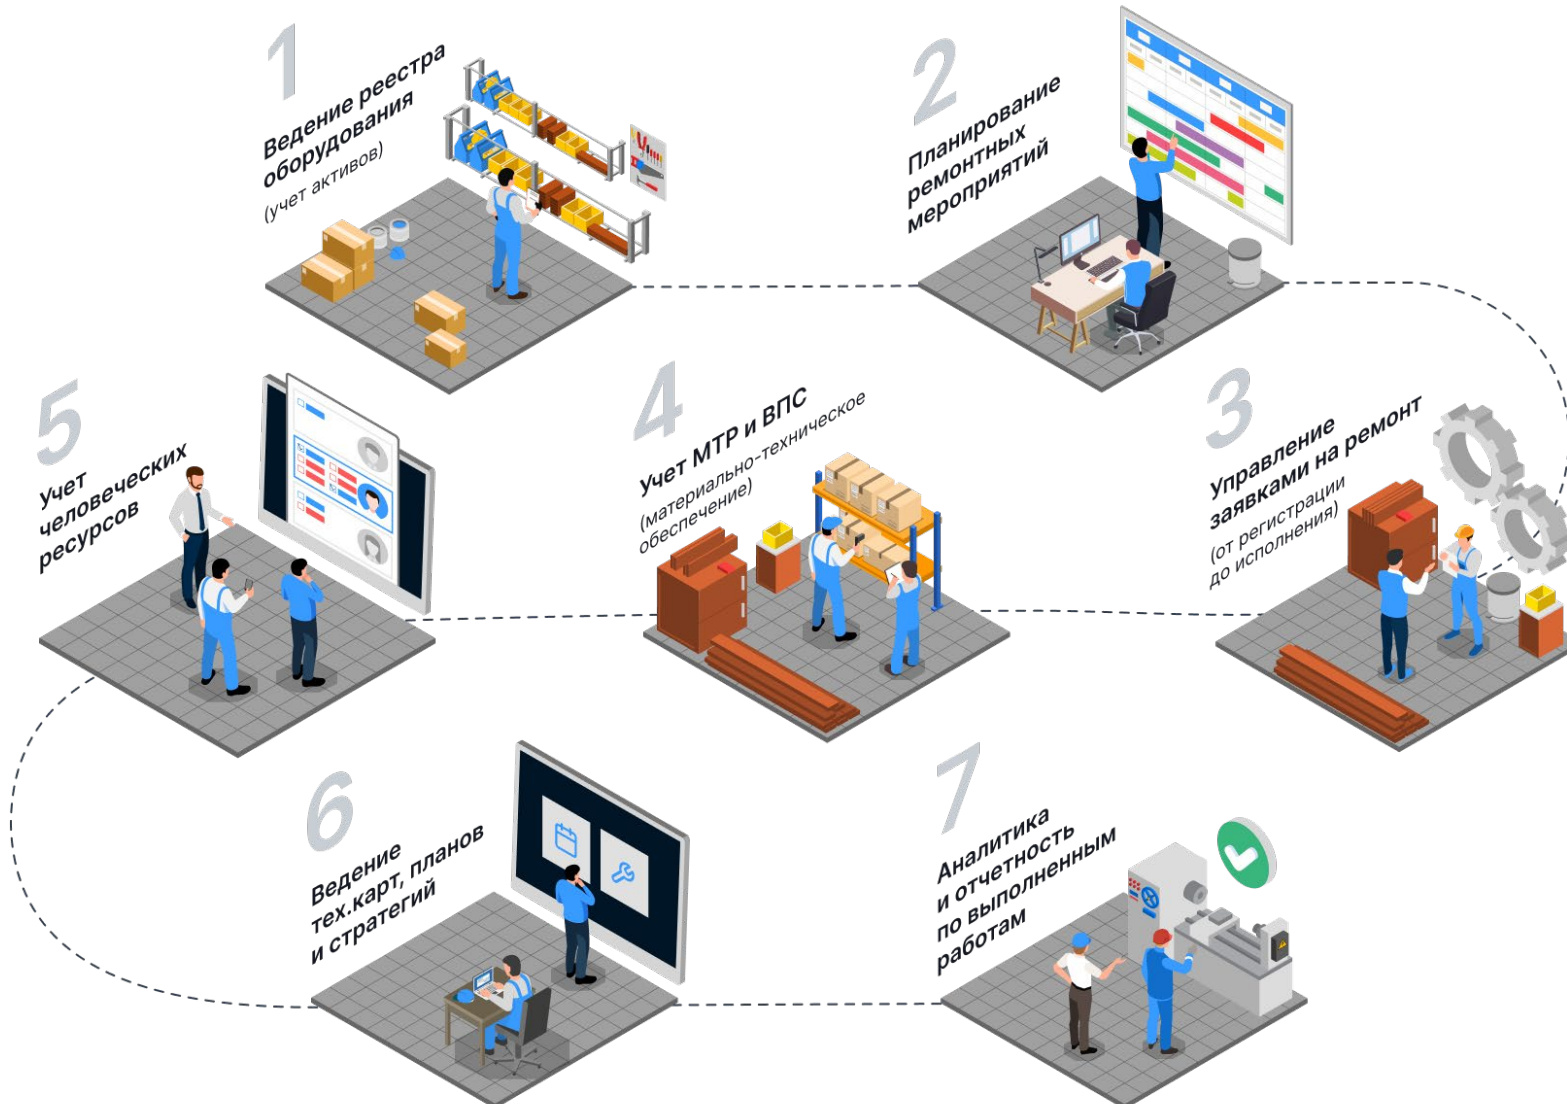 1
Ведение реестра
оборудования
(учет активов)
2
Планирование
ремонтных
мероприятий
3
Управление
заявками на ремонт
(от регистрации
до исполнения)
4
Учет МТР и ВПС
(материально-техническое
обеспечение)
5
Учет
человеческих
ресурсов
6
Ведение
тех.карт, планов
и стратегий
7
Аналитика
и отчетность
по выполненным
работам